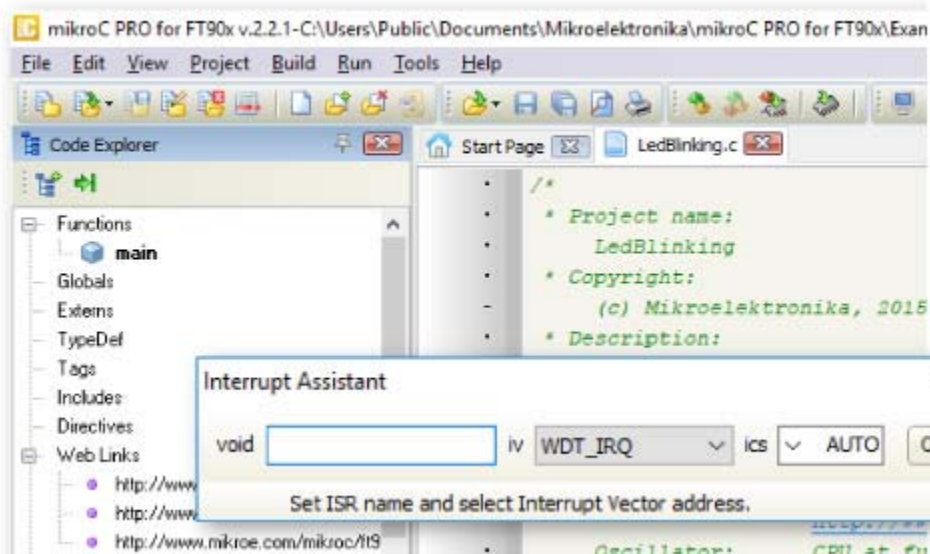 mikroC PRO for FT90x v.2.2.1-C:\Users\Public\Documents\Mikroelektronika\mikroC PRO for FT90x\Exan
File Edit View Project Build Run Tools Help
Code Explorer
Start Page
LedBlinking.c
Functions
main
Globals
Externs
TypeDef
Tags
Includes
Directives
Web Links
http://www
http://www
http://www.mikroe.com/mikroc/ft9
/*
* Project name:
LedBlinking
* Copyright:
(c) Mikroelektronika, 2015
* Description:
Interrupt Assistant
void iv WDT_IRQ ics AUTO
Set ISR name and select Interrupt Vector address.
Oscillator: